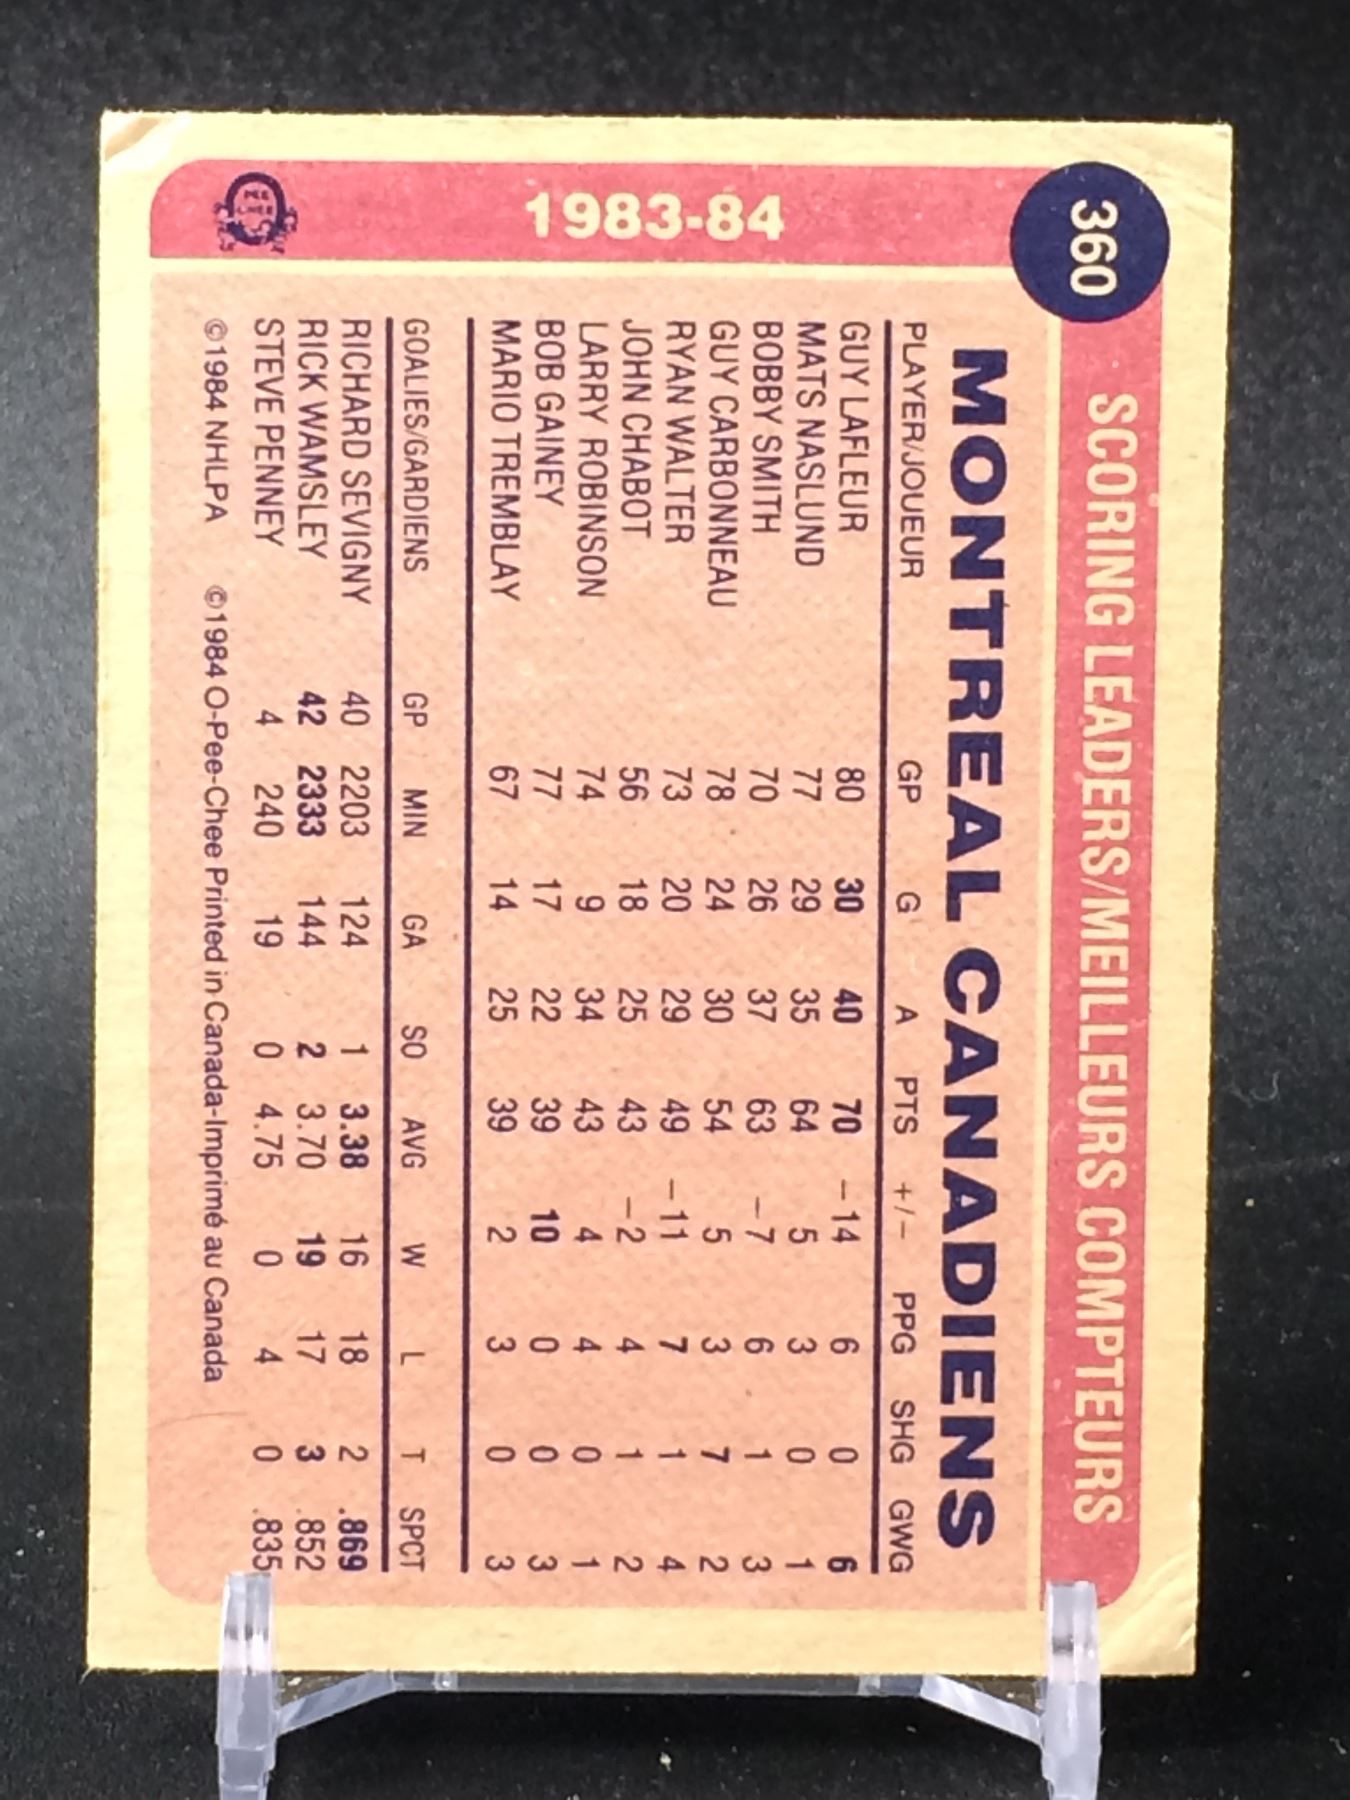 360
SCORING LEADERS/MEILLEURS COMPTEURS
1983-84
MONTREAL CANADIENS
PLAYER/JOUEUR GP G A PTS +/- PPG SHG GWG
GUY LAFLEUR 80 30 40 70 -14 6 0 6
MATS NASLUND 77 29 35 64 5 3 0 1
BOBBY SMITH 70 26 37 63 -7 6 1 3
GUY CARBONNEAU 78 24 30 54 5 3 7 2
RYAN WALTER 73 20 29 49 -11 7 1 4
JOHN CHABOT 56 18 25 43 -2 4 1 2
LARRY ROBINSON 74 9 34 43 4 4 0 1
BOB GAINEY 77 17 22 39 10 0 0 3
MARIO TREMBLAY 67 14 25 39 2 3 0 3
GOALIES/GARDIENS GP MIN GA SO AVG W L T SPCT
RICHARD SEVIGNY 40 2203 124 1 3.38 16 18 2 .869
RICK WAMSLEY 42 2333 144 2 3.70 19 17 3 .852
STEVE PENNEY 4 240 19 0 4.75 0 4 0 .835
©1984 NHLPA ©1984 O-Pee-Chee Printed in Canada-Imprimé au Canada